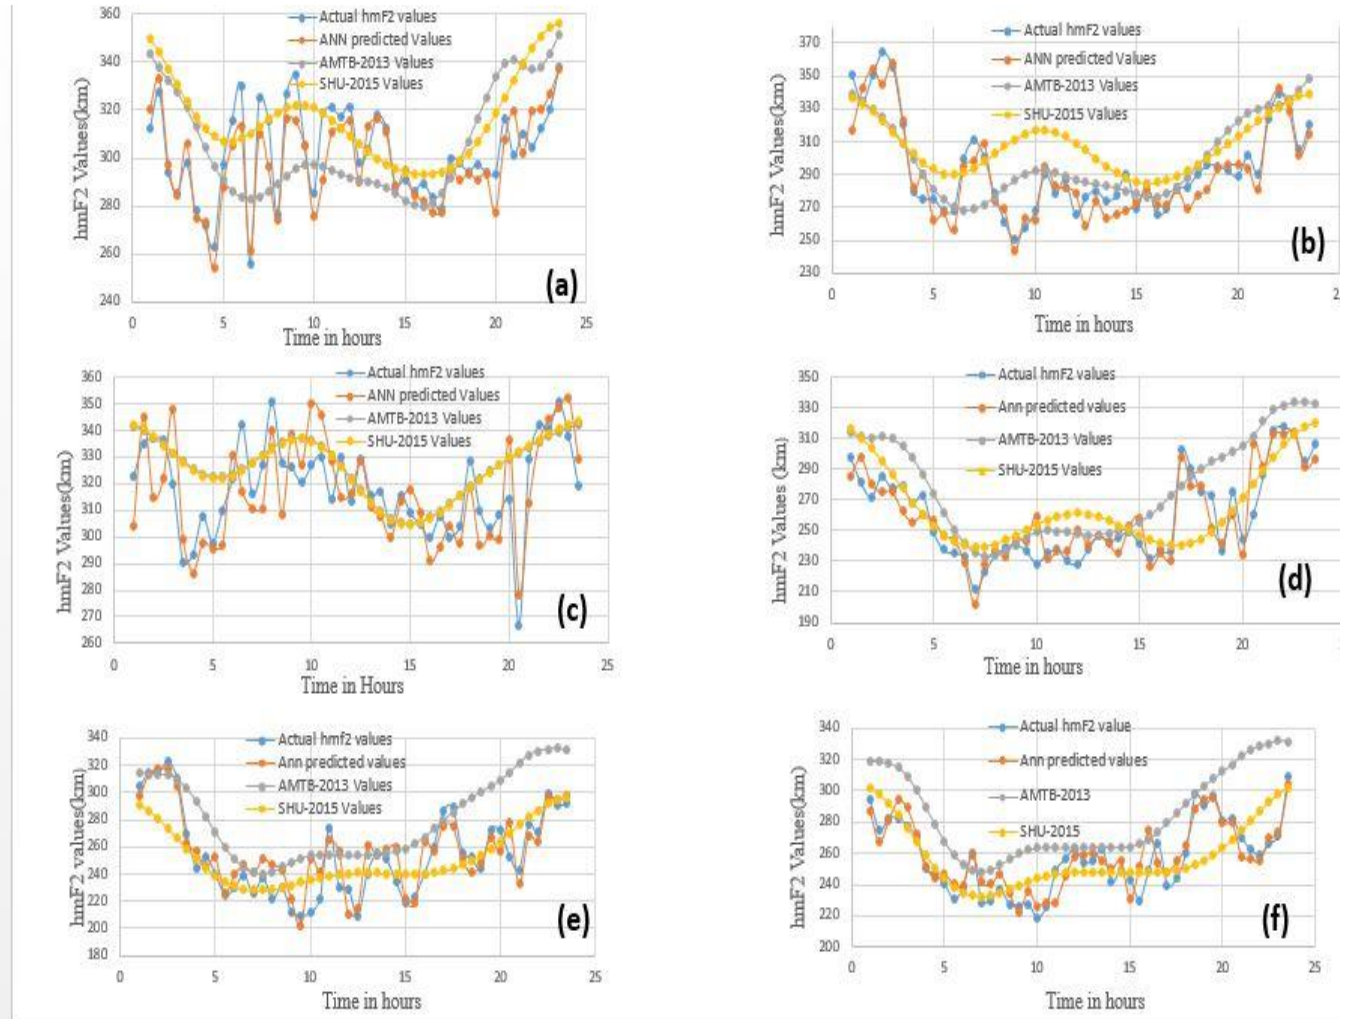 360
340
320
300
280
260
240
hmF2 Values(km)
Actual hmF2 values
ANN predicted Values
AMTB-2013 Values
SHU-2015 Values
(a)
0 5 10 15 20 25
Time in hours
370
350
330
310
290
270
250
230
hmF2 Values(km)
Actual hmF2 values
ANN predicted Values
AMTB-2013 Values
SHU-2015 Values
(b)
0 5 10 15 20 2
Time in hours
360
350
340
330
320
310
300
290
280
270
260
hmF2 Values (km)
Actual hmF2 values
ANN predicted Values
AMTB-2013 Values
SHU-2015 Values
(c)
0 5 10 15 20 25
Time in Hours
350
330
310
290
270
250
230
210
190
hmF2 Values (km)
Actual hmF2 values
Ann predicted values
AMTB-2013 Values
SHU-2015 Values
(d)
0 5 10 15 20
Time in hours
340
320
300
280
260
240
220
200
180
hmF2 values(km)
Actual hmf2 values
Ann predicted values
AMTB-2013 Values
SHU-2015 Values
(e)
0 5 10 15 20 25
Time in hours
340
320
300
280
260
240
220
200
hmF2 Values(km)
Actual hmF2 value
Ann predicted values
AMTB-2013
SHU-2015
(f)
0 5 10 15 20 25
Time in hours